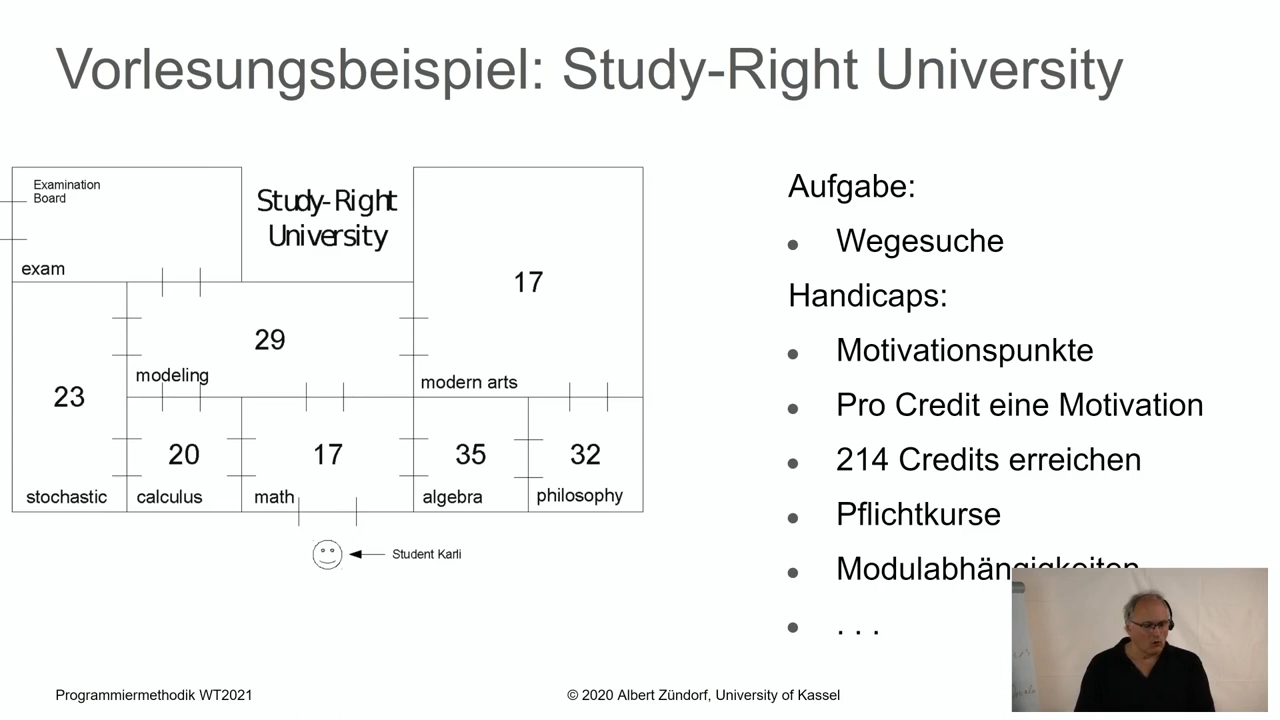 Vorlesungsbeispiel: Study-Right University
Examination
Board
exam
Study-Right
University
17
29
modeling
modern arts
23
20
17
35
32
stochastic
calculus
math
algebra
philosophy
Student Karli
Aufgabe:
• Wegesuche
Handicaps:
• Motivationspunkte
• Pro Credit eine Motivation
• 214 Credits erreichen
• Pflichtkurse
• Modulabhängigkeiten
• . . .
Programmiermethodik WT2021
© 2020 Albert Zündorf, University of Kassel